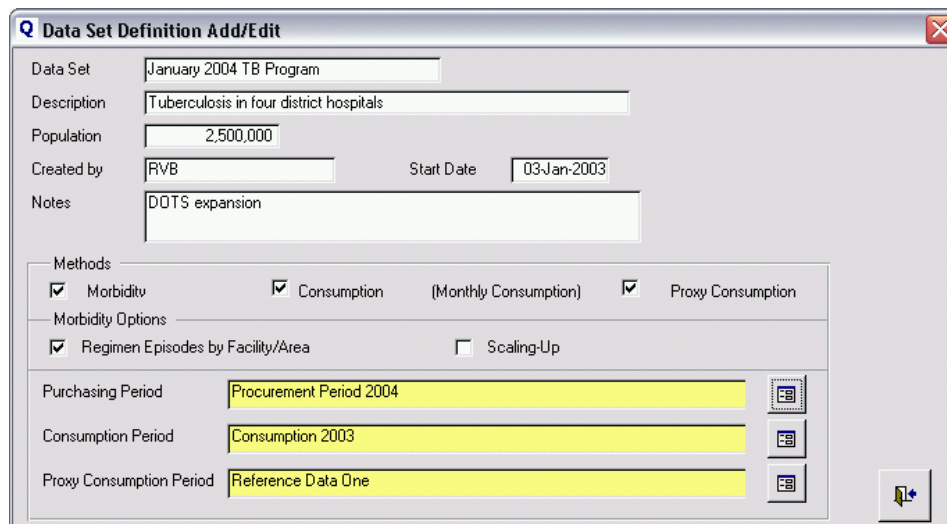 Q Data Set Definition Add/Edit
Data Set January 2004 TB Program
Description Tuberculosis in four district hospitals
Population 2,500,000
Created by RVB Start Date 03-Jan-2003
Notes DOTS expansion
Methods
Morbidity Consumption (Monthly Consumption) Proxy Consumption
Morbidity Options
Regimen Episodes by Facility/Area Scaling-Up
Purchasing Period Procurement Period 2004
Consumption Period Consumption 2003
Proxy Consumption Period Reference Data One